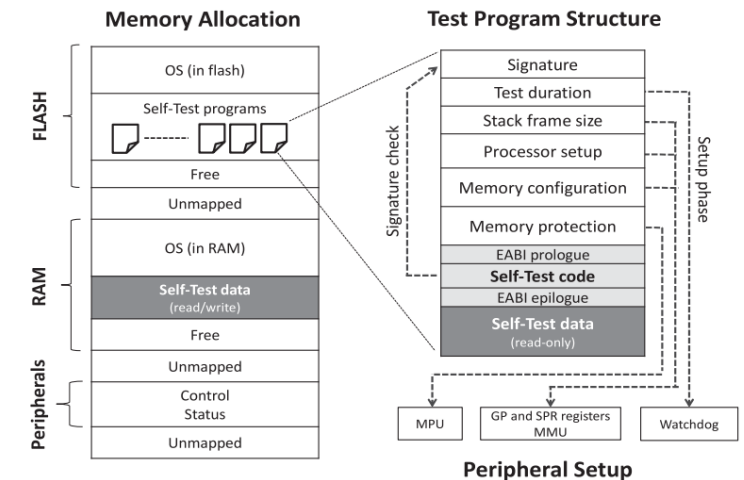 Memory Allocation
FLASH
OS (in flash)
Self-Test programs
Free
Unmapped
RAM
OS (in RAM)
Self-Test data
(read/write)
Free
Unmapped
Peripherals
Control
Status
Unmapped
Test Program Structure
Signature
Test duration
Stack frame size
Processor setup
Memory configuration
Memory protection
EABI prologue
Self-Test code
EABI epilogue
Self-Test data
(read-only)
Signature check
Setup phase
MPU
GP and SPR registers
MMU
Watchdog
Peripheral Setup